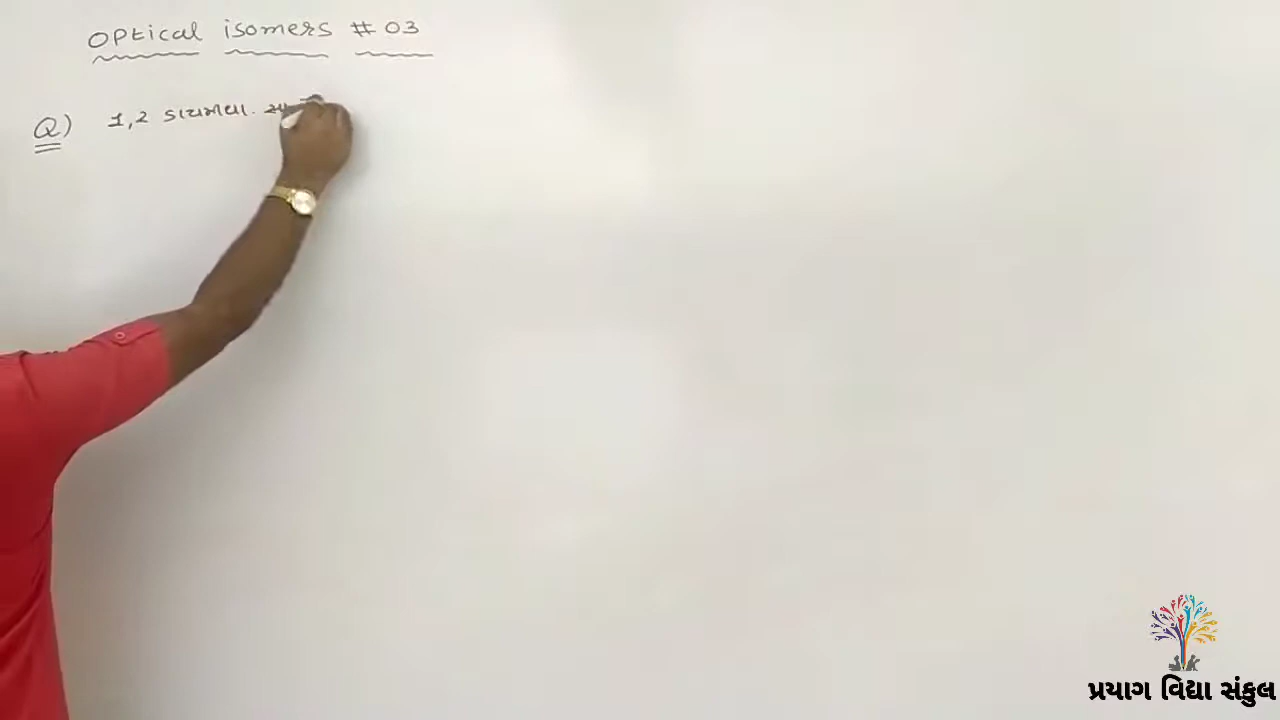 Optical isomers # 03
Q) 1,2 ડાયમિથા.
પ્રયાગ વિદ્યા સંકુલ